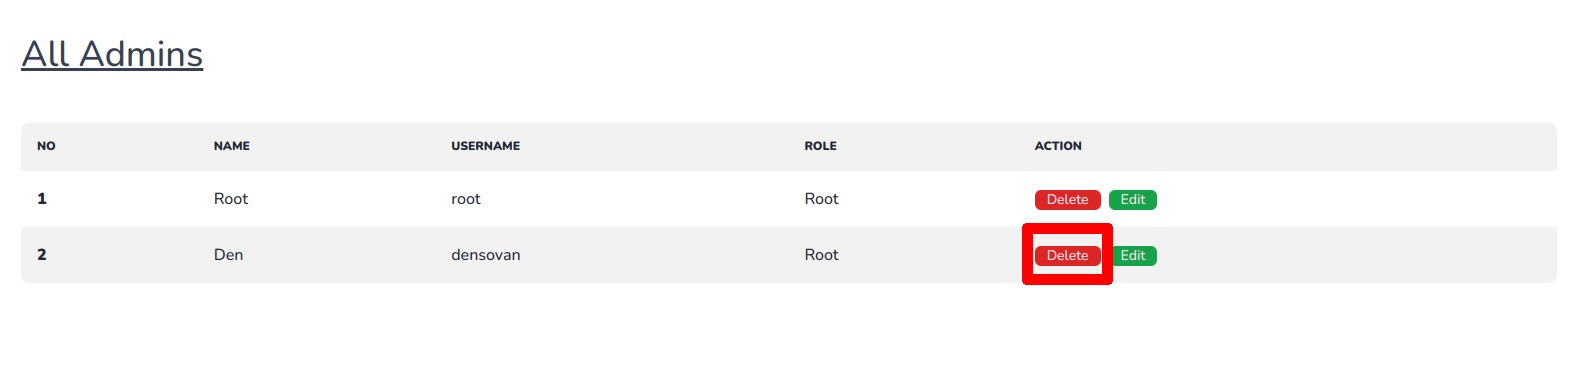 All Admins
NO NAME USERNAME ROLE ACTION
1 Root root Root Delete Edit
2 Den densovan Root Delete Edit